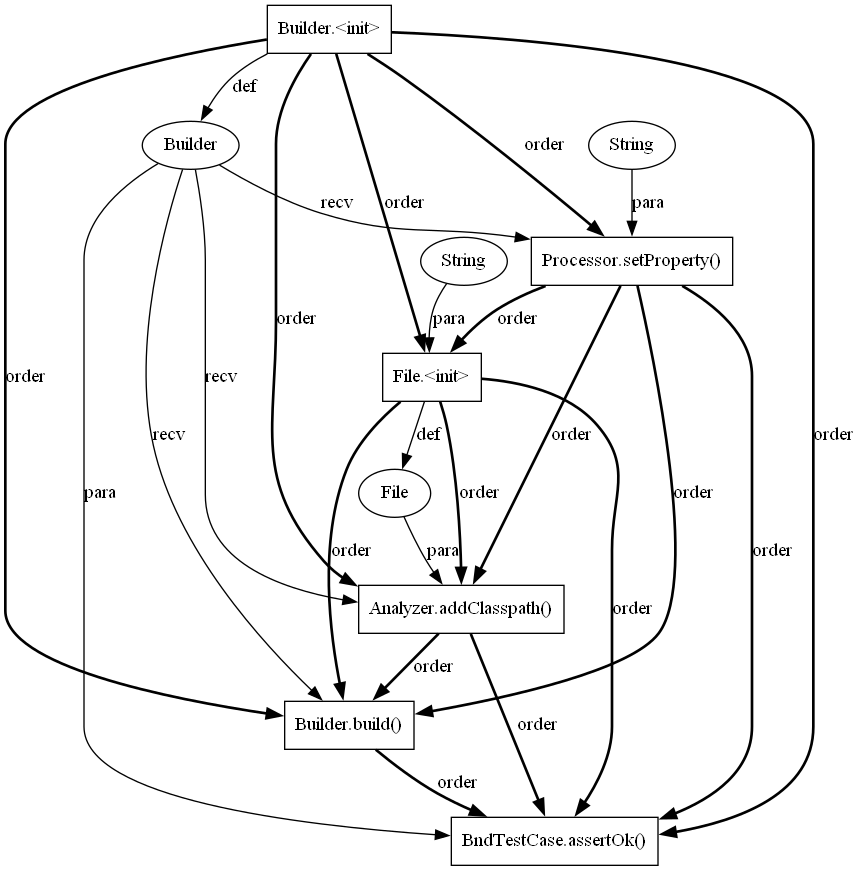 Builder.<init>
def
Builder
String
order
recv
order
para
String
Processor.setProperty()
order
para
order
File.<init>
order
recv
order
recv
def
order
order
para
File
order
order
order
para
order
Analyzer.addClasspath()
order
order
Builder.build()
order
order
BndTestCase.assertOk()